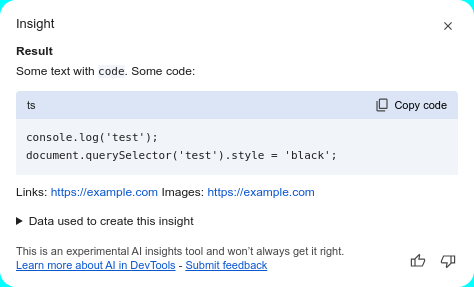 Insight
Result
Some text with code. Some code:
ts Copy code
console.log('test');
document.querySelector('test').style = 'black';
Links: https://example.com Images: https://example.com
Data used to create this insight
This is an experimental AI insights tool and won’t always get it right.
Learn more about AI in DevTools - Submit feedback